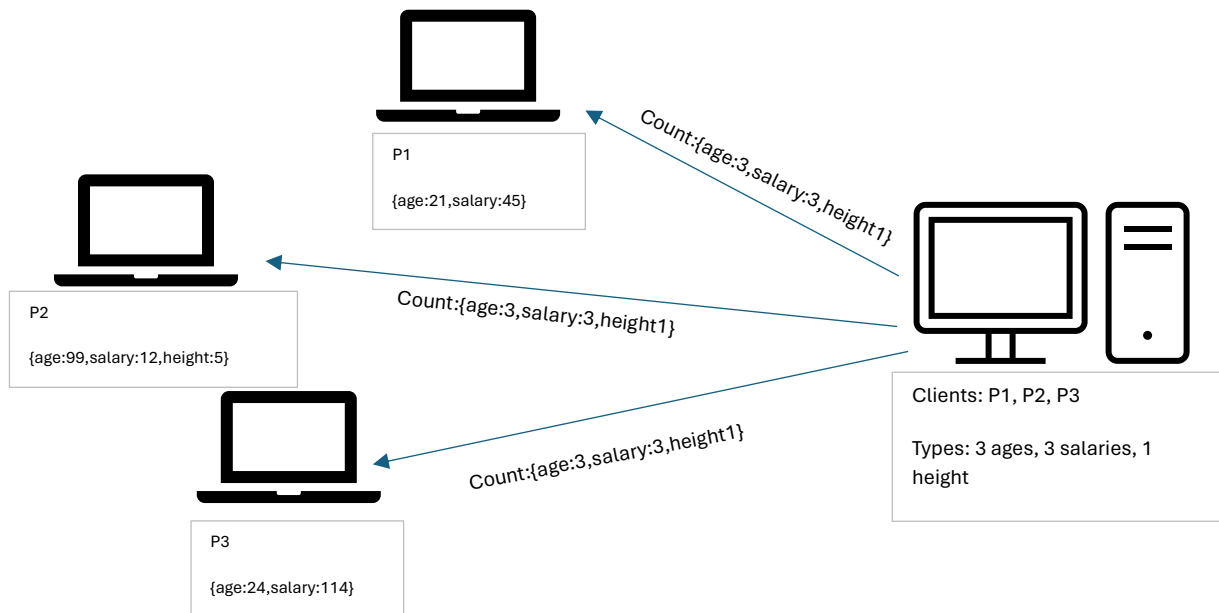 P1
{age:21,salary:45}
Count:{age:3,salary:3,height1}
P2
{age:99,salary:12,height:5}
Count:{age:3,salary:3,height1}
P3
{age:24,salary:114}
Count:{age:3,salary:3,height1}
Clients: P1, P2, P3
Types: 3 ages, 3 salaries, 1
height